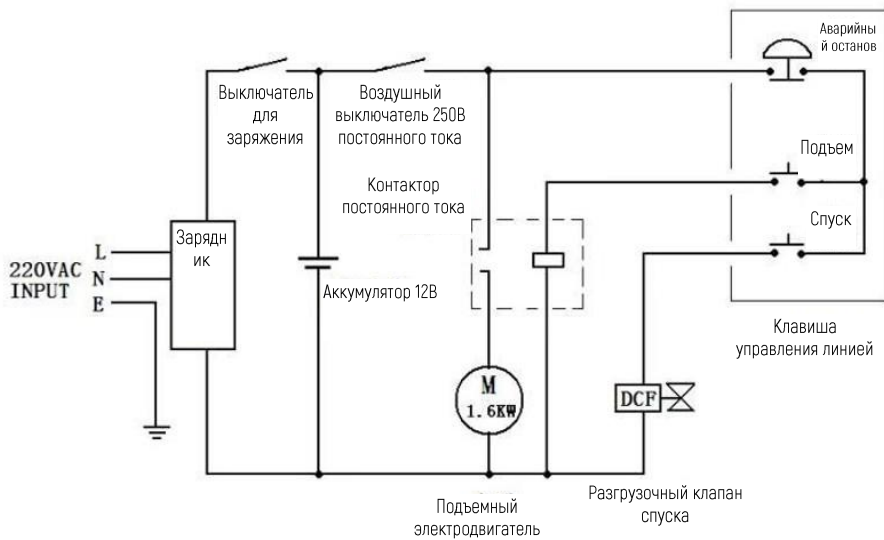 Аварийны
й останов
Выключатель
для
заряжения
Воздушный
выключатель 250В
постоянного тока
Подъем
Контактор
постоянного тока
Спуск
Зарядн
ик
L
220VAC
INPUT
N
E
Аккумулятор 12В
Клавиша
управления линией
M
1.6KW
DCF
Подъемный
электродвигатель
Разгрузочный клапан
спуска